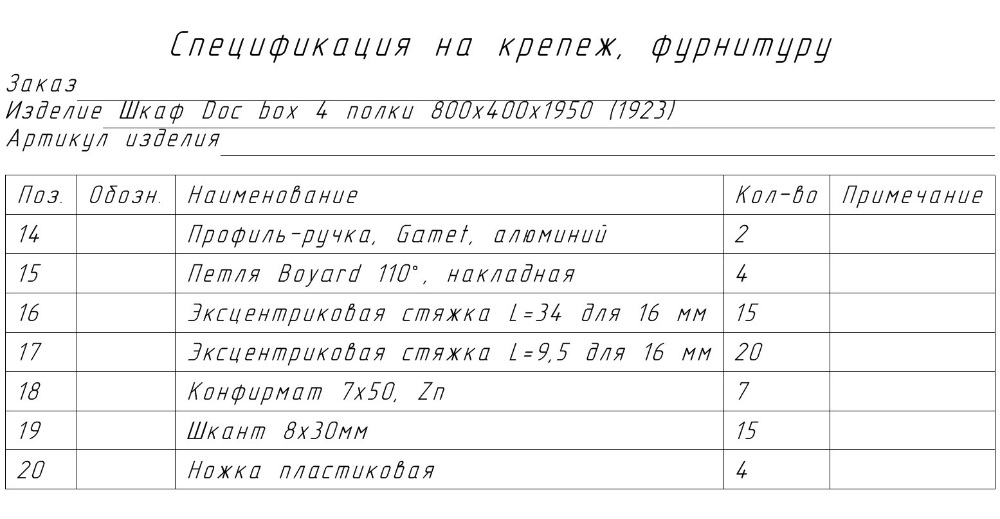 Спецификация на крепеж, фурнитуру
Заказ
Изделие Шкаф Doc box 4 полки 800х400х1950 (1923)
Артикул изделия
Поз. Обозн. Наименование Кол-во Примечание
14 Профиль-ручка, Gamet, алюминий 2
15 Петля Boyard 110°, накладная 4
16 Эксцентриковая стяжка L=34 для 16 мм 15
17 Эксцентриковая стяжка L=9,5 для 16 мм 20
18 Конфирмат 7х50, Zn 7
19 Шкант 8х30мм 15
20 Ножка пластиковая 4